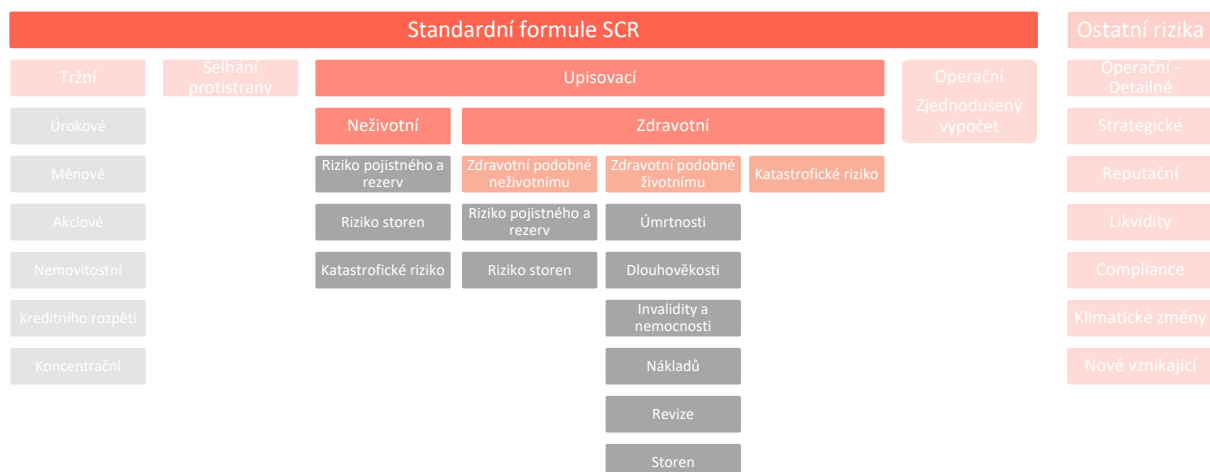 Standardní formule SCR
Ostatní rizika
Tržní
Selhání
protistrany
Upisovací
Operační
Zjednodušený
výpočet
Operační -
Detailně
Úrokové
Neživotní
Zdravotní
Strategické
Měnové
Riziko pojistného a
rezerv
Zdravotní podobné
neživotnímu
Zdravotní podobné
životnímu
Katastrofické riziko
Reputační
Akciové
Riziko storen
Riziko pojistného a
rezerv
Úmrtnosti
Likvidity
Nemovitostní
Katastrofické riziko
Riziko storen
Dlouhověkosti
Compliance
Kreditního rozpětí
Invalidity a
nemocnosti
Klimatické změny
Koncentrační
Nákladů
Nově vznikající
Revize
Storen